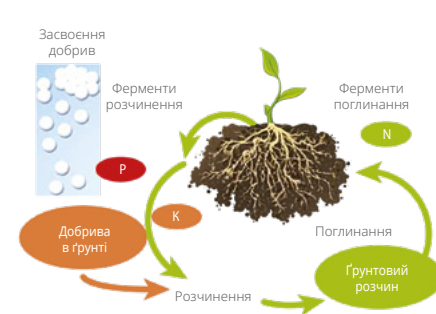 Засвоєння
добрив
Ферменти
розчинення
Ферменти
поглинання
N
P
K
Добрива
в ґрунті
Поглинання
Ґрунтовий
розчин
Розчинення